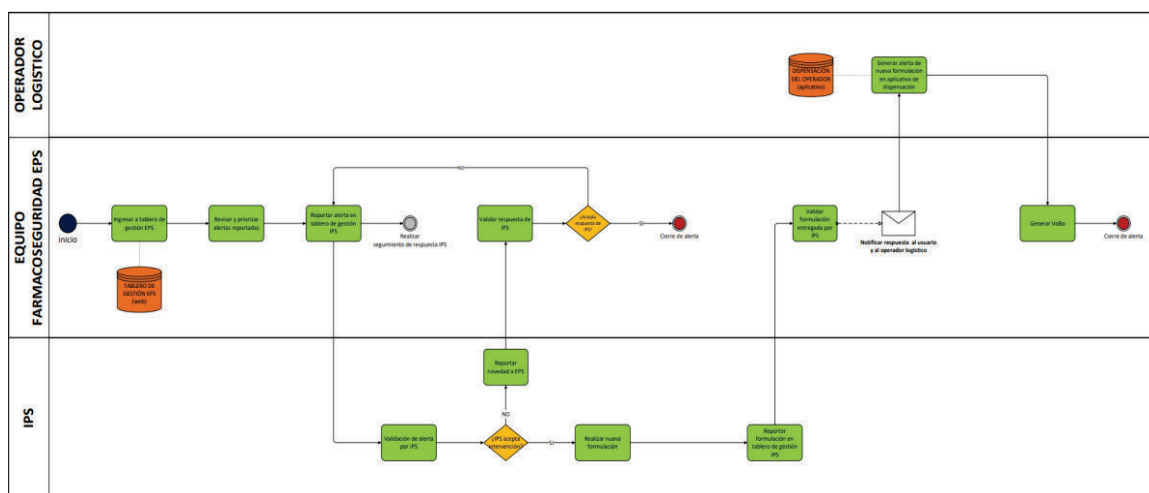 OPERADOR
LOGISTICO
DISPENSACIÓN
DEL OPERADOR
(aplicativo)
Generar alerta de
nueva formulación
en aplicativo de
dispensación
EQUIPO
FARMACOSEGURIDAD EPS
inicio
Ingresar a tablero de
gestión EPS
TABLERO DE
GESTIÓN EPS
(web)
Revisar y priorizar
alertas reportadas
Reportar alerta en
tablero de gestión
IPS
Realizar
seguimiento de respuesta IPS
NO
Validar respuesta de
IPS
¿Acepta
respuesta de
IPS?
SI
Cierre de alerta
Validar
formulación
entregada por
IPS
Notificar respuesta al usuario
y al operador logístico
Generar VoBo
Cierre de alerta
IPS
Validación de alerta
por IPS
Reportar
novedad a EPS
NO
¿IPS acepta
intervención?
SI
Realizar nueva
formulación
Reportar
formulación en
tablero de gestión
IPS